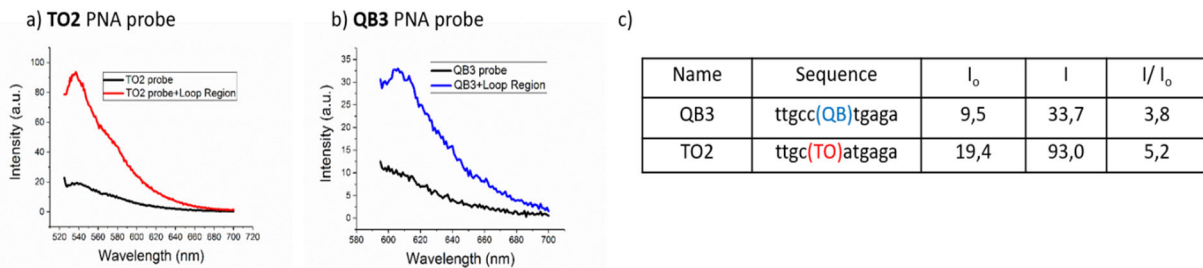 a) TO2 PNA probe
Intensity (a.u.)
100
80
60
40
20
0
TO2 probe
TO2 probe+Loop Region
520 540 560 580 600 620 640 660 680 700 720
Wavelength (nm)
b) QB3 PNA probe
Intensity (a.u.)
35
30
25
20
15
10
5
0
QB3 probe
QB3+Loop Region
580 600 620 640 660 680 700
Wavelength (nm)
c)
Name Sequence Io I I/ Io
QB3 ttgcc(QB)tgaga 9,5 33,7 3,8
TO2 ttgc(TO)atgaga 19,4 93,0 5,2